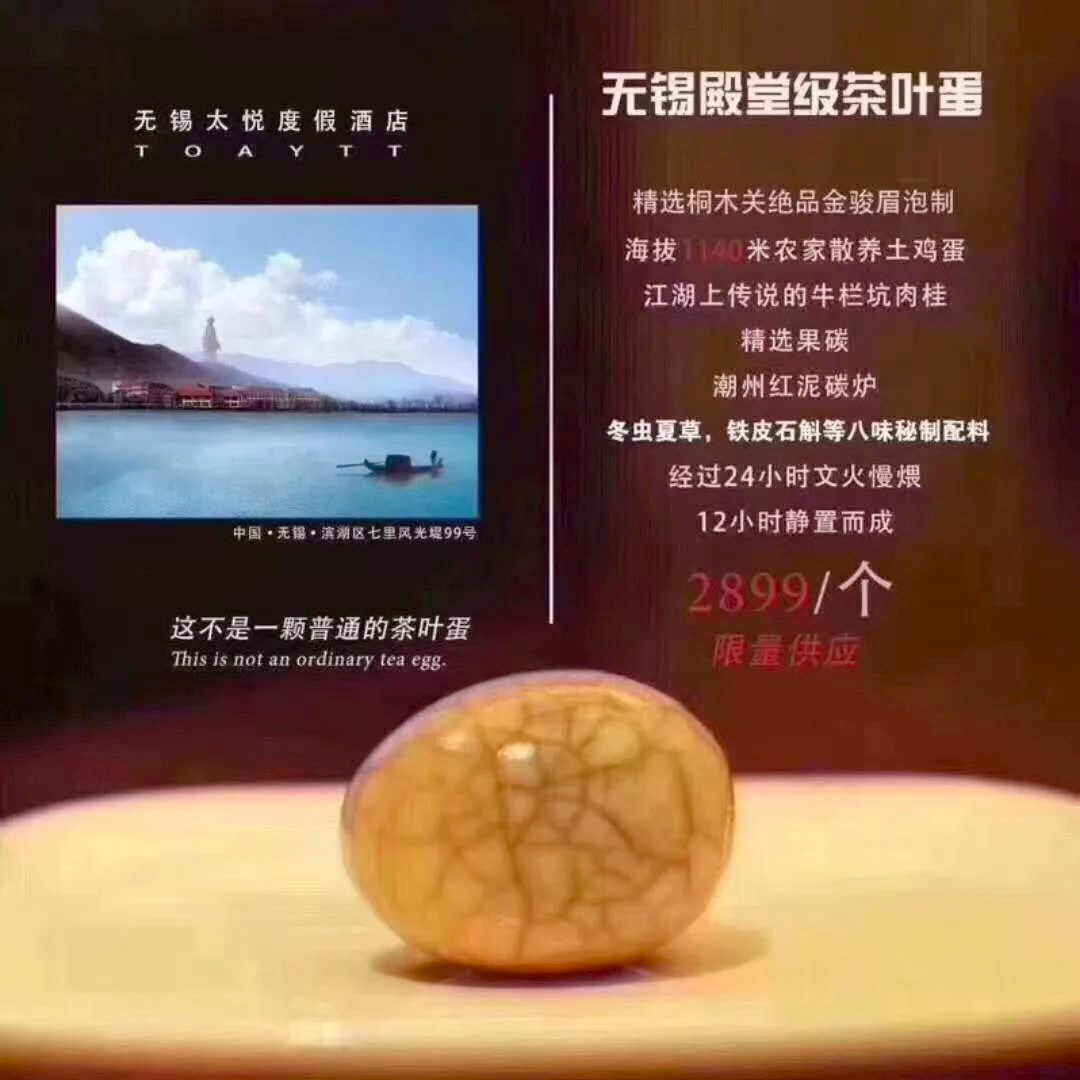 无锡太悦度假酒店
TOAYTT
中国·无锡·滨湖区七里风光堤99号
这不是一颗普通的茶叶蛋
This is not an ordinary tea egg.
无锡殿堂级茶叶蛋
精选桐木关绝品金骏眉泡制
海拔1140米农家散养土鸡蛋
江湖上传说的牛栏坑肉桂
精选果碳
潮州红泥碳炉
冬虫夏草，铁皮石斛等八味秘制配料
经过24小时文火慢煨
12小时静置而成
2899/个
限量供应